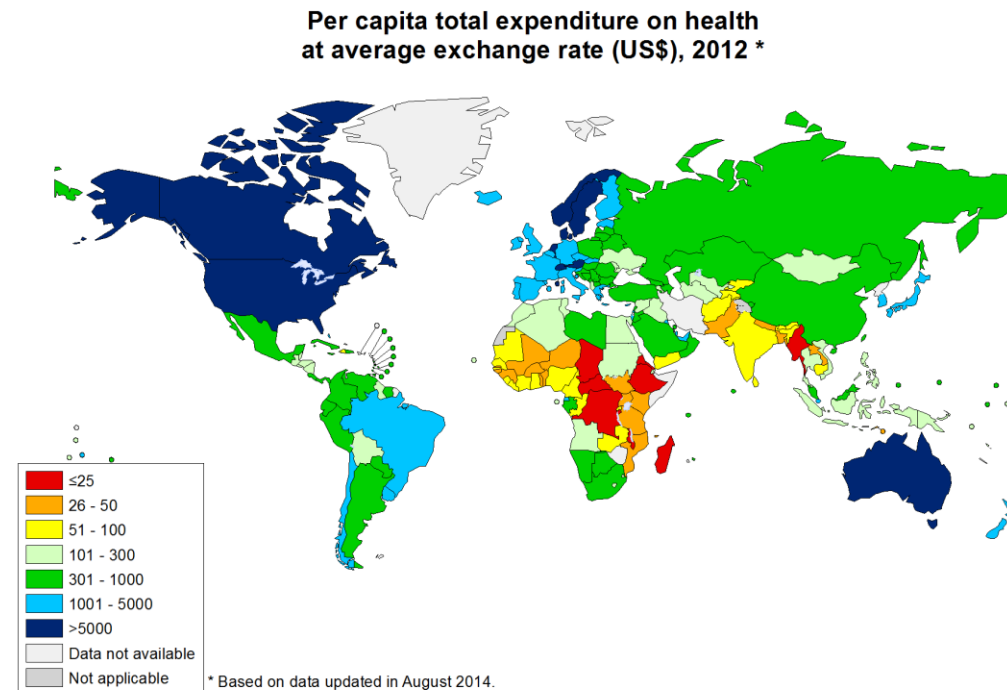 Per capita total expenditure on health
at average exchange rate (US$), 2012 *
≤25
26 - 50
51 - 100
101 - 300
301 - 1000
1001 - 5000
>5000
Data not available
Not applicable
* Based on data updated in August 2014.